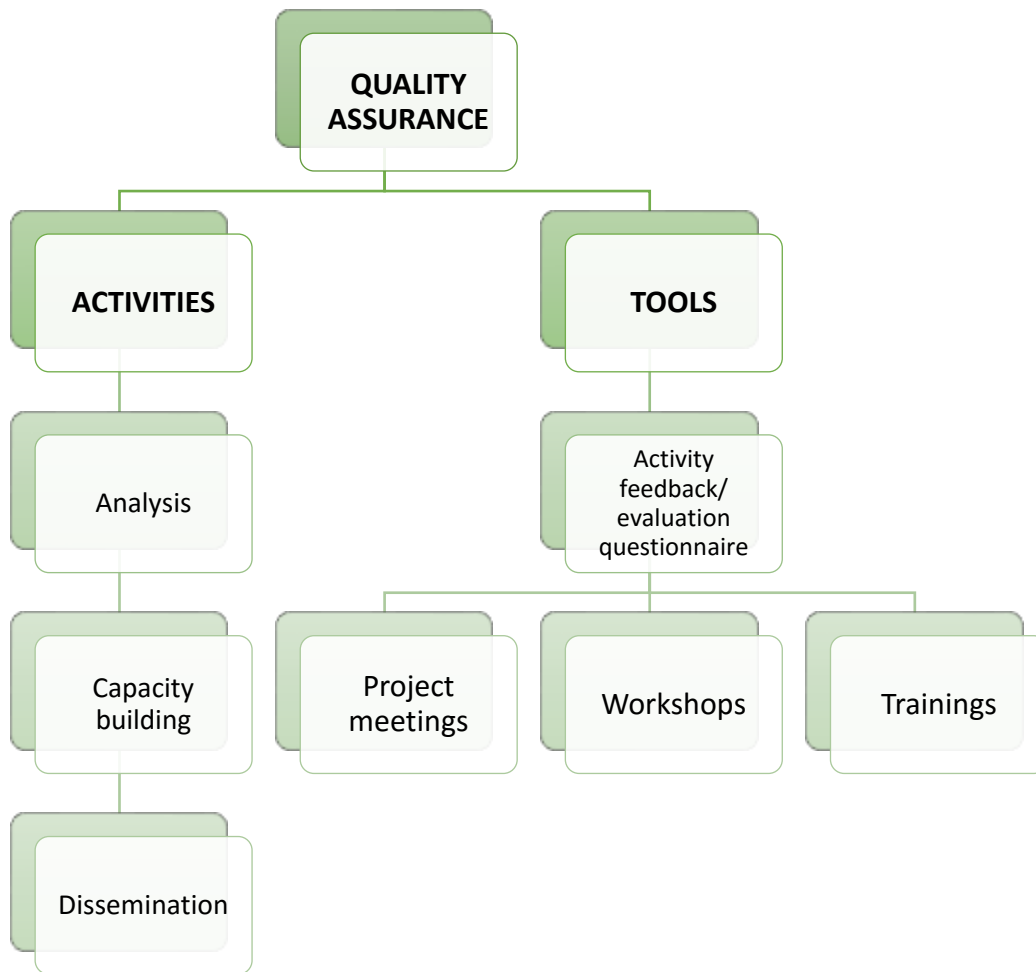 QUALITY
ASSURANCE
ACTIVITIES
TOOLS
Analysis
Activity
feedback/
evaluation
questionnaire
Capacity
building
Project
meetings
Workshops
Trainings
Dissemination